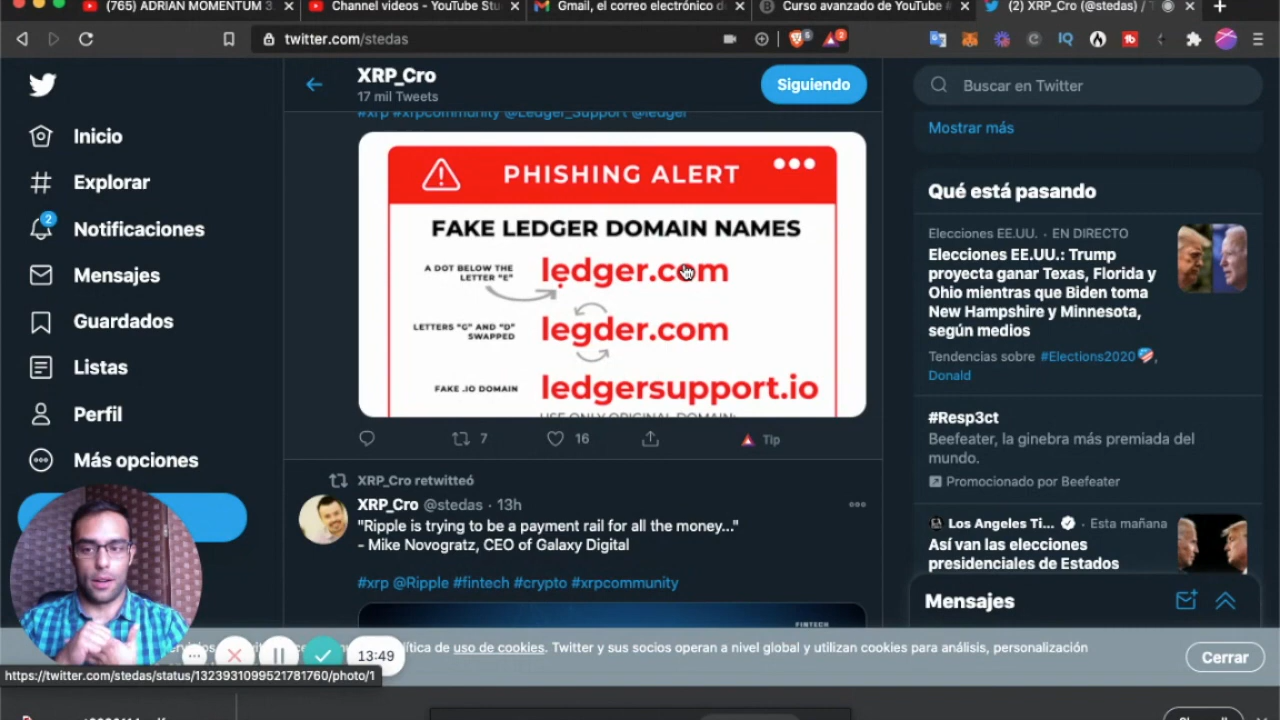 (765) ADRIAN MOMENTUM 3
Channel videos - YouTube Stu
Gmail, el correo electrónico d
Curso avanzado de YouTube
(2) XRP_Cro (@stedas) / T
twitter.com/stedas
XRP_Cro
17 mil Tweets
Siguiendo
Buscar en Twitter
Inicio
Explorar
2
Notificaciones
Mensajes
Guardados
Listas
Perfil
Más opciones
#xrp #xrpcommunity @Ledger_Support @ledger
PHISHING ALERT
FAKE LEDGER DOMAIN NAMES
A DOT BELOW THE
LETTER "E"
lẹdger.com
LETTERS "G" AND "D"
SWAPPED
legder.com
FAKE .IO DOMAIN
ledgersupport.io
USE ONLY ORIGINAL DOMAIN:
7
16
Tip
XRP_Cro retwitteó
XRP_Cro @stedas · 13h
"Ripple is trying to be a payment rail for all the money..."
- Mike Novogratz, CEO of Galaxy Digital
#xrp @Ripple #fintech #crypto #xrpcommunity
FINTECH
Mostrar más
Qué está pasando
Elecciones EE.UU. · EN DIRECTO
Elecciones EE.UU.: Trump
proyecta ganar Texas, Florida y
Ohio mientras que Biden toma
New Hampshire y Minnesota,
según medios
Tendencias sobre #Elections2020, 
Donald
#Resp3ct
Beefeater, la ginebra más premiada del
mundo.
Promocionado por Beefeater
Los Angeles Ti... · Esta mañana
Así van las elecciones
presidenciales de Estados
Mensajes
uso de cookies. Twitter y sus socios operan a nivel global y utilizan cookies para análisis, personalización
Cerrar
13:49
https://twitter.com/stedas/status/1323931099521781760/photo/1